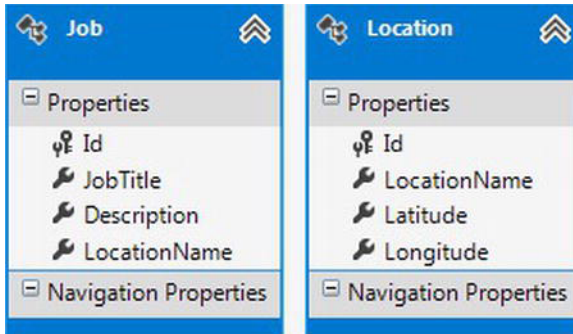 Job
Properties
Id
JobTitle
Description
LocationName
Navigation Properties
Location
Properties
Id
LocationName
Latitude
Longitude
Navigation Properties